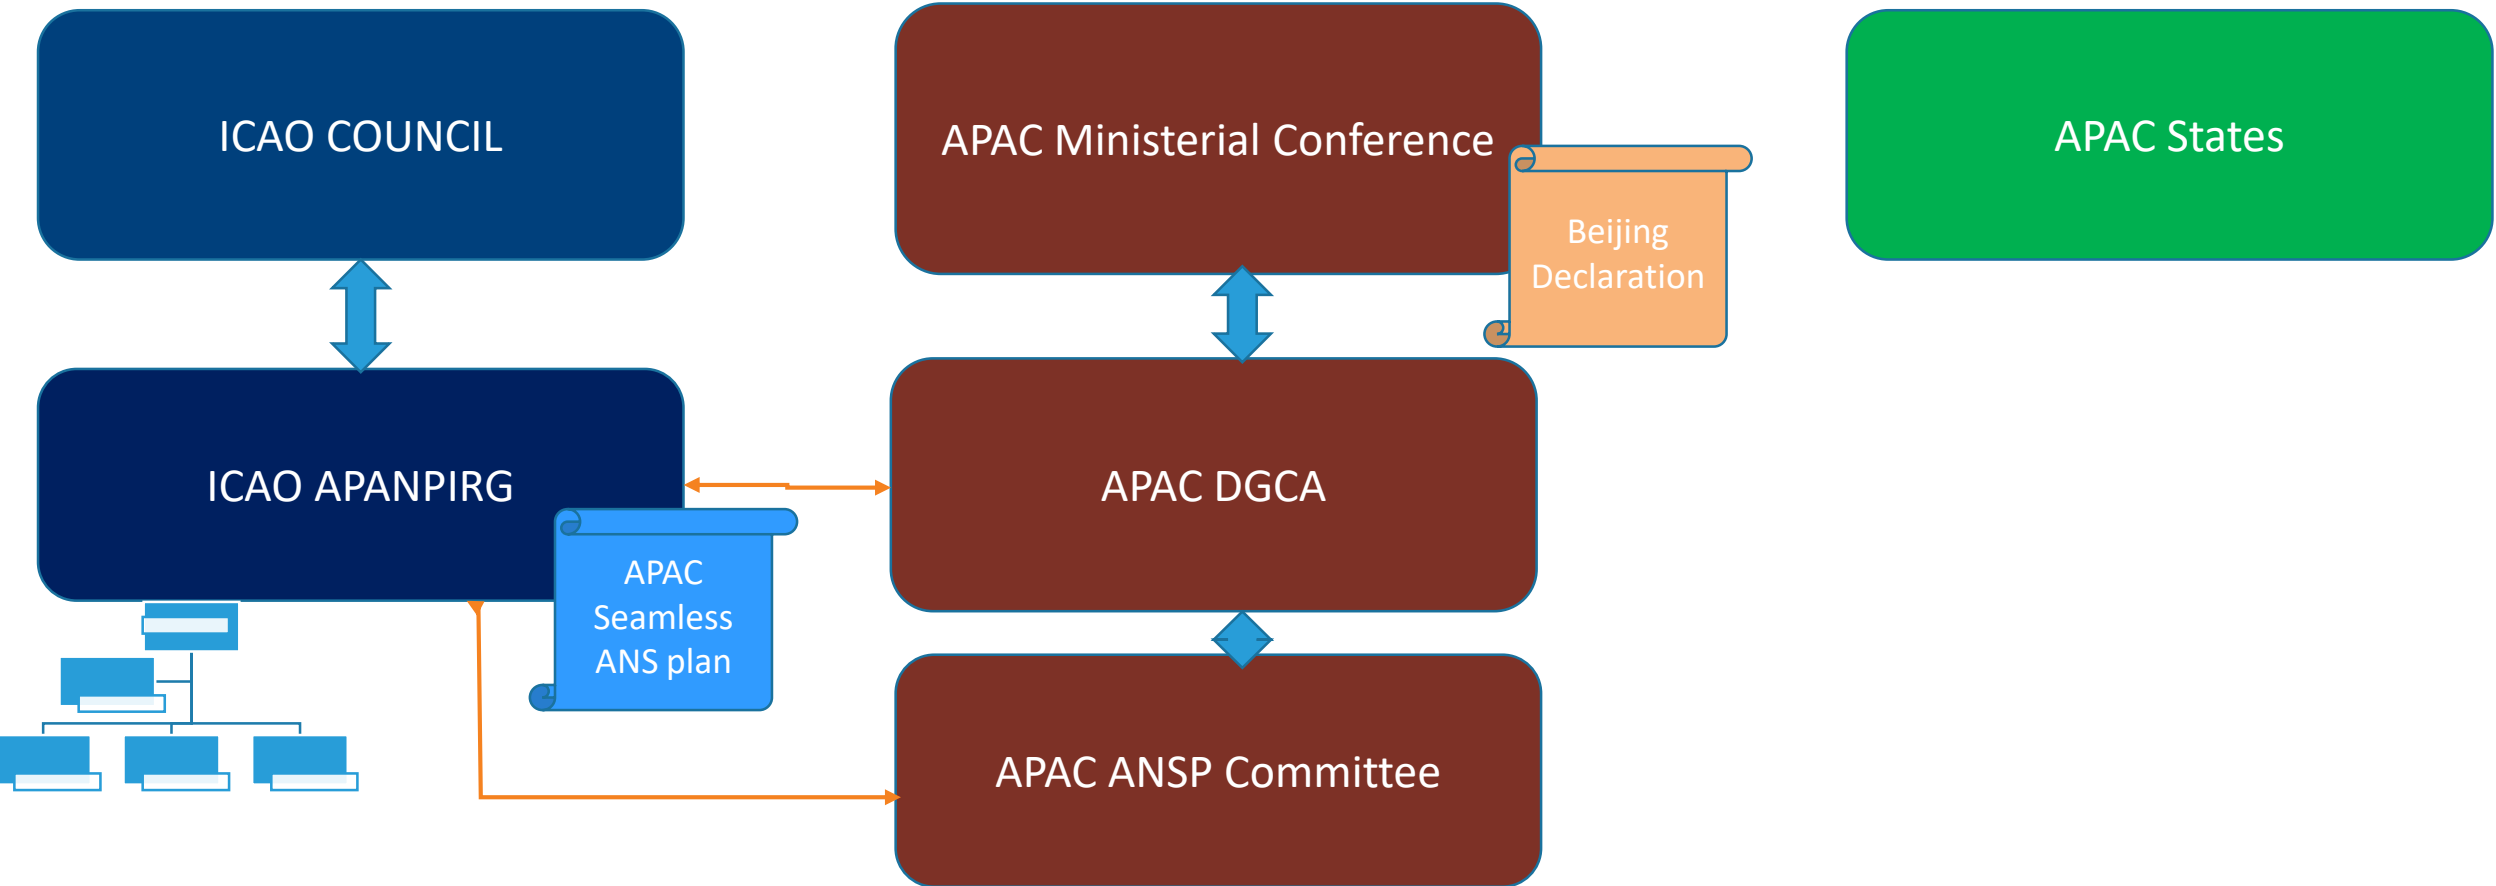 ICAO COUNCIL
APAC Ministerial Conference
APAC States
Beijing
Declaration
ICAO APANPIRG
APAC DGCA
APAC
Seamless
ANS plan
APAC ANSP Committee